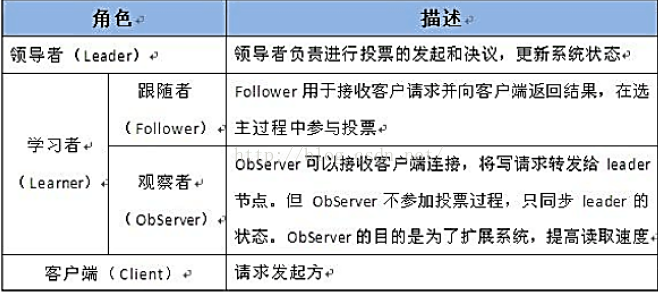 角色
描述
领导者（Leader）
领导者负责进行投票的发起和决议，更新系统状态
学习者
（Learner）
跟随者
（Follower）
Follower 用于接收客户请求并向客户端返回结果，在选
主过程中参与投票
观察者
（ObServer）
ObServer 可以接收客户端连接，将写请求转发给 leader
节点。但 ObServer 不参加投票过程，只同步 leader 的
状态。ObServer 的目的是为了扩展系统，提高读取速度
客户端（Client）
请求发起方